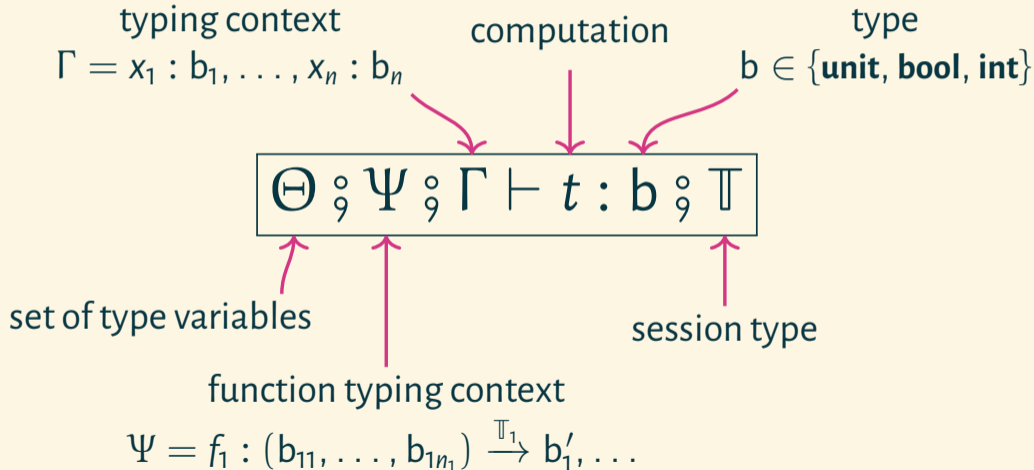 typing context computation type
Γ = x₁ : b₁, . . . , xₙ : bₙ b ∈ {unit, bool, int}
Θ ⨟ Ψ ⨟ Γ ⊢ t : b ⨟ 𝕋
set of type variables session type
function typing context
Ψ = f₁ : (b₁₁, . . . , b₁ₙ₁) —𝕋₁→ b′₁, . . .